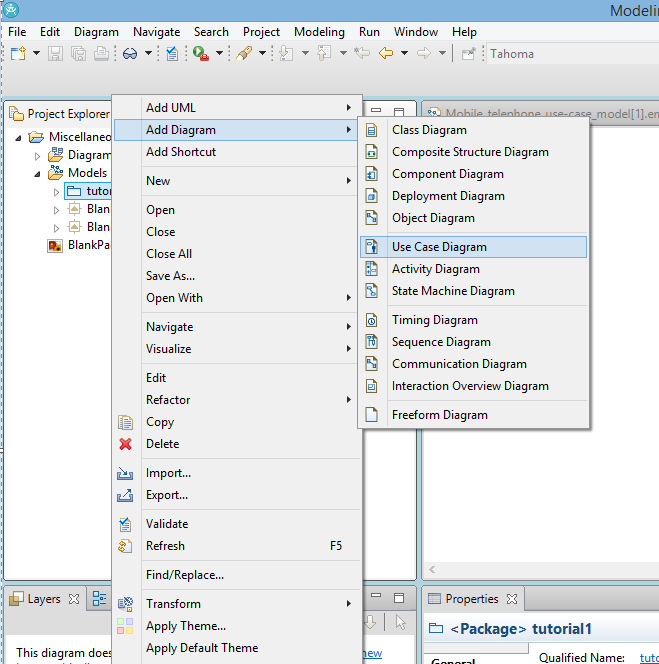 Modelin
File Edit Diagram Navigate Search Project Modeling Run Window Help
Tahoma
Project Explorer
Mobile_telephone_use-case_model[1].em
Miscellaneo
Diagram
Models
tutor
Blan
Blan
BlankPa
Add UML
Add Diagram
Add Shortcut
New
Open
Close
Close All
Save As...
Open With
Navigate
Visualize
Edit
Refactor
Copy
Delete
Import...
Export...
Validate
Refresh F5
Find/Replace...
Transform
Apply Theme...
Apply Default Theme
Class Diagram
Composite Structure Diagram
Component Diagram
Deployment Diagram
Object Diagram
Use Case Diagram
Activity Diagram
State Machine Diagram
Timing Diagram
Sequence Diagram
Communication Diagram
Interaction Overview Diagram
Freeform Diagram
Layers
This diagram does
new
Properties
<Package> tutorial1
General
Qualified Name: tuto